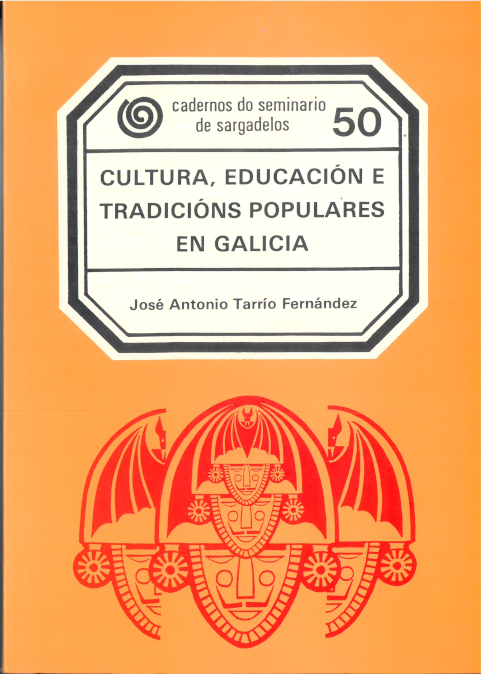 cadernos do seminario
de sargadelos
50
CULTURA, EDUCACIÓN E
TRADICIÓNS POPULARES
EN GALICIA
José Antonio Tarrío Fernández